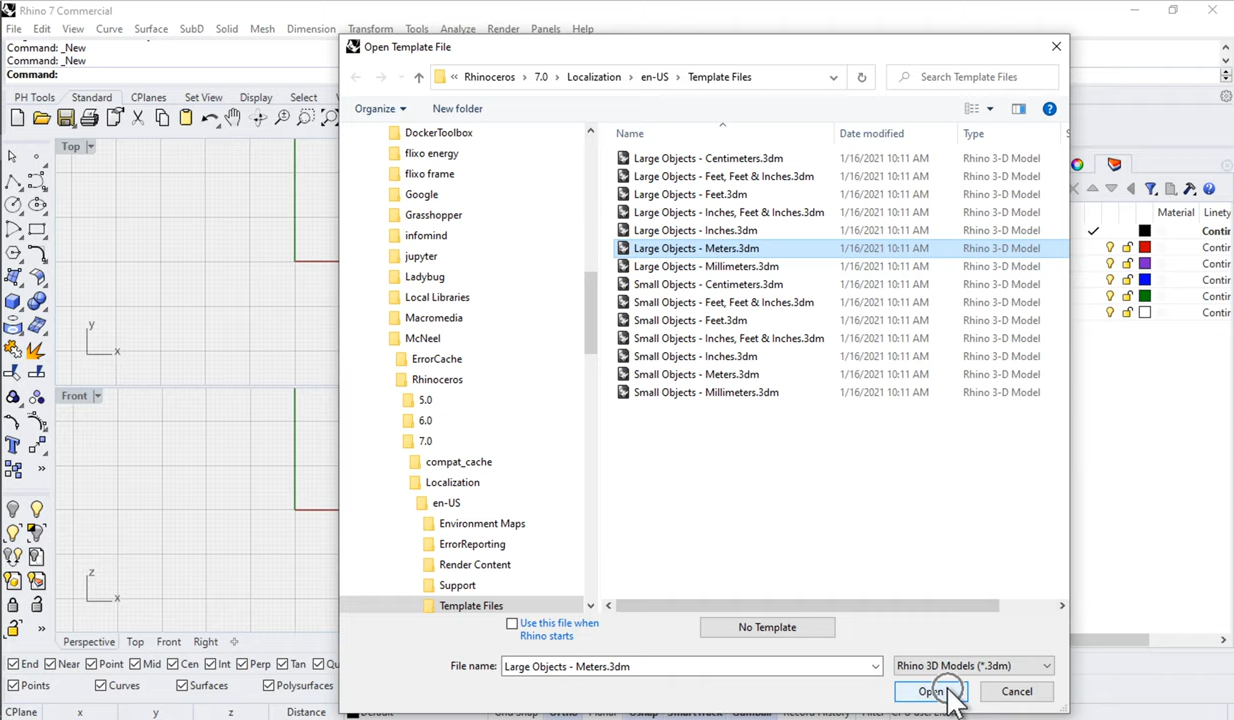 Rhino 7 Commercial
File Edit View Curve Surface SubD Solid Mesh Dimension Transform Tools Analyze Render Panels Help
Command: _New
Command: _New
Command:
PH Tools Standard CPlanes Set View Display Select
Top
y
x
Front
z
x
Perspective Top Front Right
End Near Point Mid Cen Int Perp Tan
Points Curves Surfaces Polysurfaces
CPlane x y z Distance
Open Template File
« Rhinoceros > 7.0 > Localization > en-US > Template Files
Search Template Files
Organize New folder
DockerToolbox
flixo energy
flixo frame
Google
Grasshopper
infomind
jupyter
Ladybug
Local Libraries
Macromedia
McNeel
ErrorCache
Rhinoceros
5.0
6.0
7.0
compat_cache
Localization
en-US
Environment Maps
ErrorReporting
Render Content
Support
Template Files
Name Date modified Type
Large Objects - Centimeters.3dm 1/16/2021 10:11 AM Rhino 3-D Model
Large Objects - Feet, Feet & Inches.3dm 1/16/2021 10:11 AM Rhino 3-D Model
Large Objects - Feet.3dm 1/16/2021 10:11 AM Rhino 3-D Model
Large Objects - Inches, Feet & Inches.3dm 1/16/2021 10:11 AM Rhino 3-D Model
Large Objects - Inches.3dm 1/16/2021 10:11 AM Rhino 3-D Model
Large Objects - Meters.3dm 1/16/2021 10:11 AM Rhino 3-D Model
Large Objects - Millimeters.3dm 1/16/2021 10:11 AM Rhino 3-D Model
Small Objects - Centimeters.3dm 1/16/2021 10:11 AM Rhino 3-D Model
Small Objects - Feet, Feet & Inches.3dm 1/16/2021 10:11 AM Rhino 3-D Model
Small Objects - Feet.3dm 1/16/2021 10:11 AM Rhino 3-D Model
Small Objects - Inches, Feet & Inches.3dm 1/16/2021 10:11 AM Rhino 3-D Model
Small Objects - Inches.3dm 1/16/2021 10:11 AM Rhino 3-D Model
Small Objects - Meters.3dm 1/16/2021 10:11 AM Rhino 3-D Model
Small Objects - Millimeters.3dm 1/16/2021 10:11 AM Rhino 3-D Model
Use this file when
Rhino starts
No Template
File name: Large Objects - Meters.3dm
Rhino 3D Models (*.3dm)
Open Cancel
Material Linety
Contir
Contir
Contir
Contir
Contir
Contir